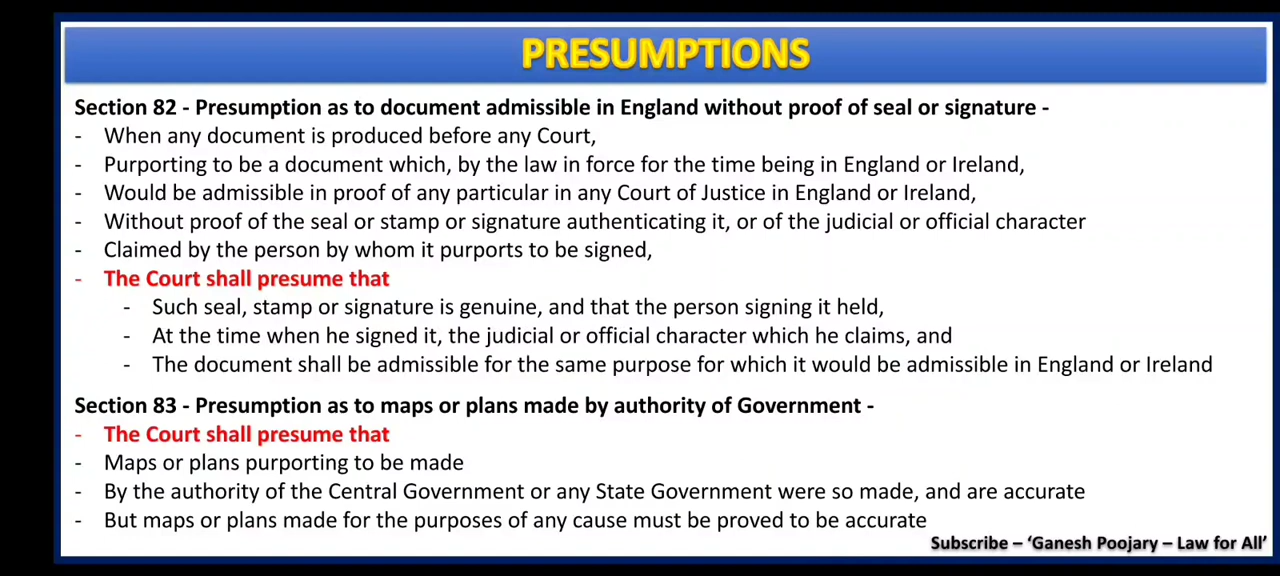 PRESUMPTIONS
Section 82 - Presumption as to document admissible in England without proof of seal or signature -
- When any document is produced before any Court,
- Purporting to be a document which, by the law in force for the time being in England or Ireland,
- Would be admissible in proof of any particular in any Court of Justice in England or Ireland,
- Without proof of the seal or stamp or signature authenticating it, or of the judicial or official character
- Claimed by the person by whom it purports to be signed,
- The Court shall presume that
- Such seal, stamp or signature is genuine, and that the person signing it held,
- At the time when he signed it, the judicial or official character which he claims, and
- The document shall be admissible for the same purpose for which it would be admissible in England or Ireland
Section 83 - Presumption as to maps or plans made by authority of Government -
- The Court shall presume that
- Maps or plans purporting to be made
- By the authority of the Central Government or any State Government were so made, and are accurate
- But maps or plans made for the purposes of any cause must be proved to be accurate
Subscribe – ‘Ganesh Poojary – Law for All’